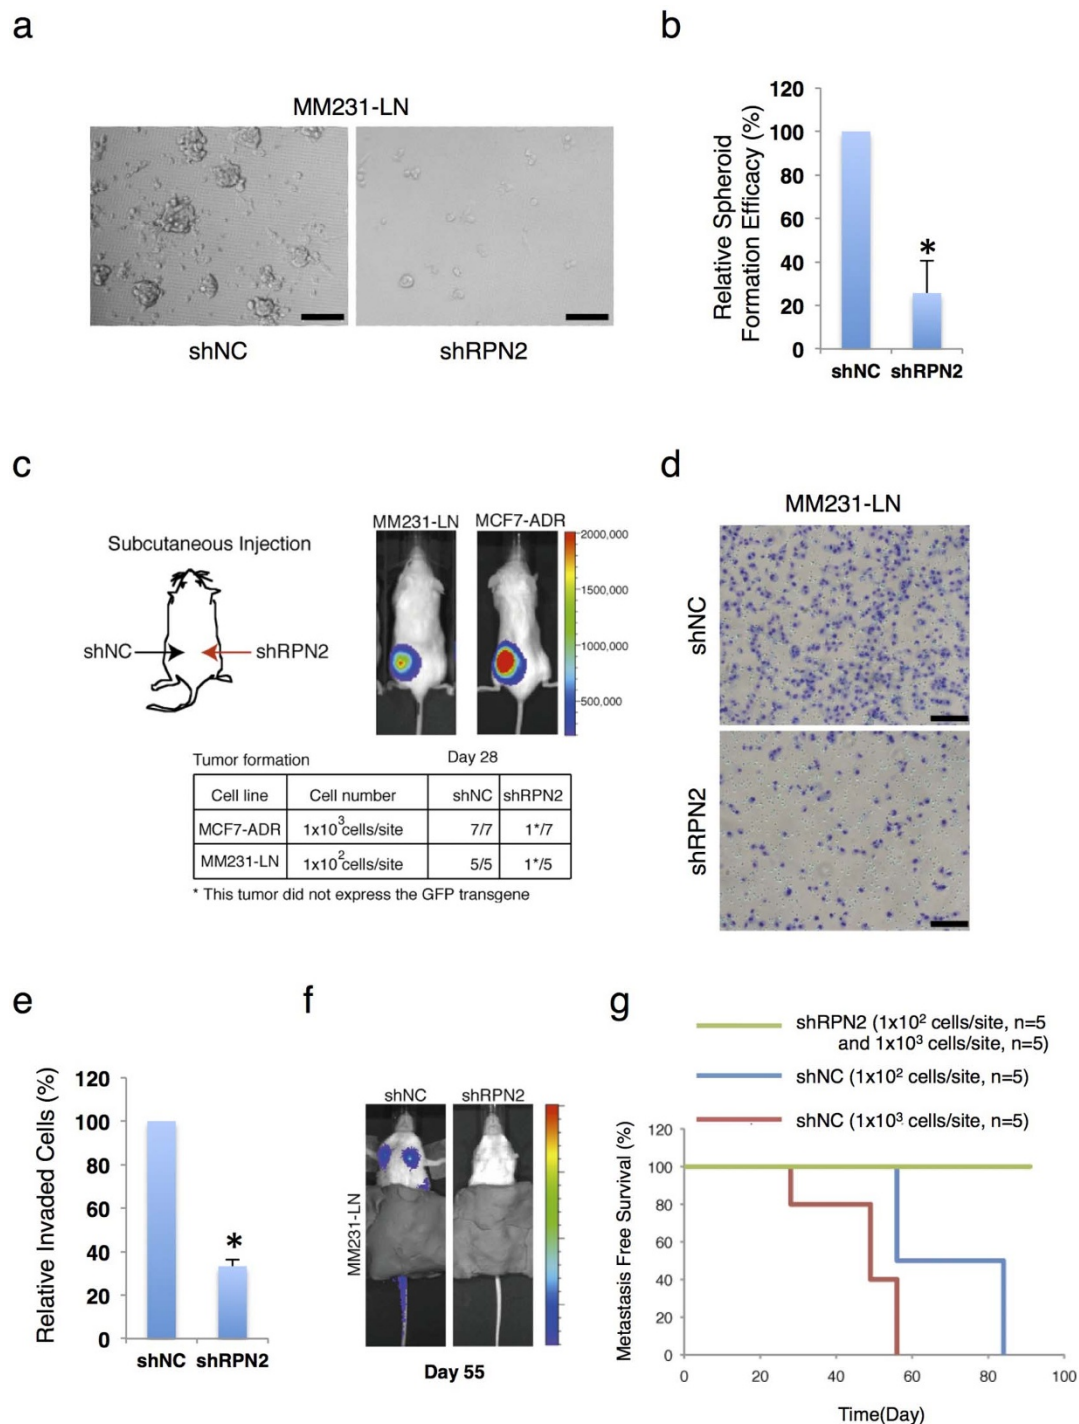 a
MM231-LN
shNC
shRPN2
b
Relative Spheroid
Formation Efficacy (%)
120
100
80
60
40
20
0
*
shNC shRPN2
c
Subcutaneous Injection
shNC
shRPN2
MM231-LN
MCF7-ADR
2000,000
1500,000
1000,000
500,000
Day 28
Tumor formation
Cell line Cell number shNC shRPN2
MCF7-ADR 1x10³cells/site 7/7 1*/7
MM231-LN 1x10²cells/site 5/5 1*/5
* This tumor did not express the GFP transgene
d
MM231-LN
shNC
shRPN2
e
Relative Invaded Cells (%)
120
100
80
60
40
20
0
*
shNC shRPN2
f
shNC
shRPN2
MM231-LN
Day 55
g
shRPN2 (1x10² cells/site, n=5
and 1x10³ cells/site, n=5)
shNC (1x10² cells/site, n=5)
shNC (1x10³ cells/site, n=5)
Metastasis Free Survival (%)
120
100
80
60
40
20
0
0 20 40 60 80 100
Time(Day)